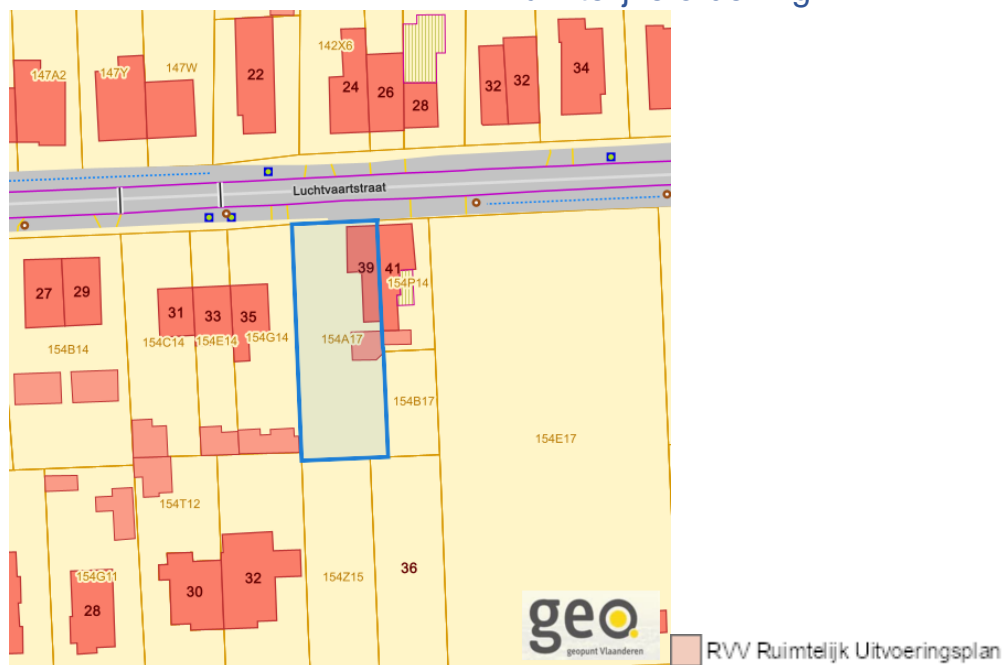 142X6
147A2
147Y
147W
22
24
26
28
32
32
34
Luchtvaartstraat
39
41
154P14
27
29
31
33
35
154B14
154C14
154E14
154G14
154A17
154B17
154E17
154T12
154G11
28
30
32
154Z15
36
geo
geopunt Vlaanderen
RVV Ruimtelijk Uitvoeringsplan